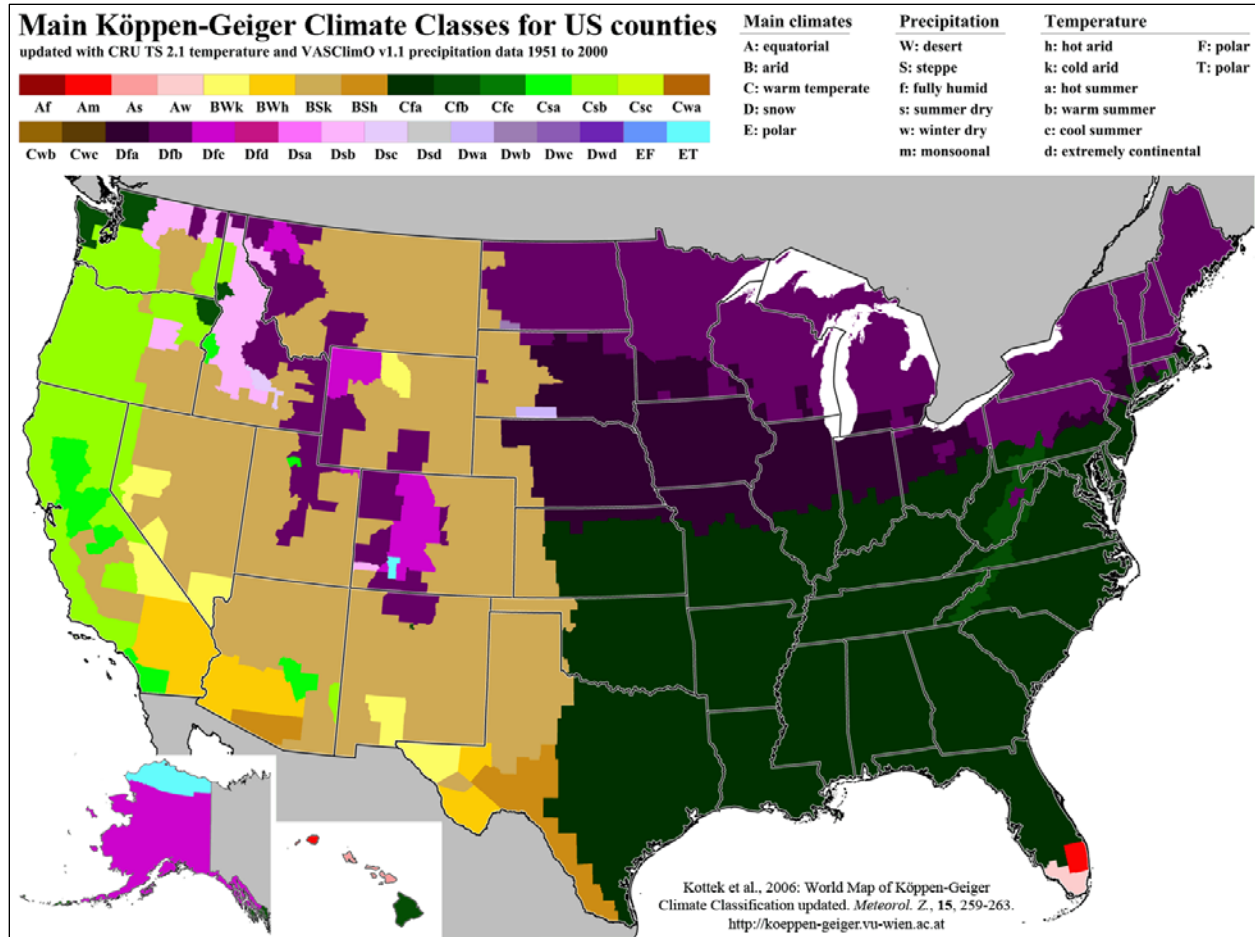 Main Köppen-Geiger Climate Classes for US counties
updated with CRU TS 2.1 temperature and VASClimO v1.1 precipitation data 1951 to 2000
Af Am As Aw BWk BWh BSk BSh Cfa Cfb Cfc Csa Csb Csc Cwa
Cwb Cwc Dfa Dfb Dfc Dfd Dsa Dsb Dsc Dsd Dwa Dwb Dwc Dwd EF ET
Main climates
A: equatorial
B: arid
C: warm temperate
D: snow
E: polar
Precipitation
W: desert
S: steppe
f: fully humid
s: summer dry
w: winter dry
m: monsoonal
Temperature
h: hot arid
k: cold arid
a: hot summer
b: warm summer
c: cool summer
d: extremely continental
F: polar
T: polar
Kottek et al., 2006: World Map of Köppen-Geiger
Climate Classification updated. Meteorol. Z., 15, 259-263.
http://koeppen-geiger.vu-wien.ac.at